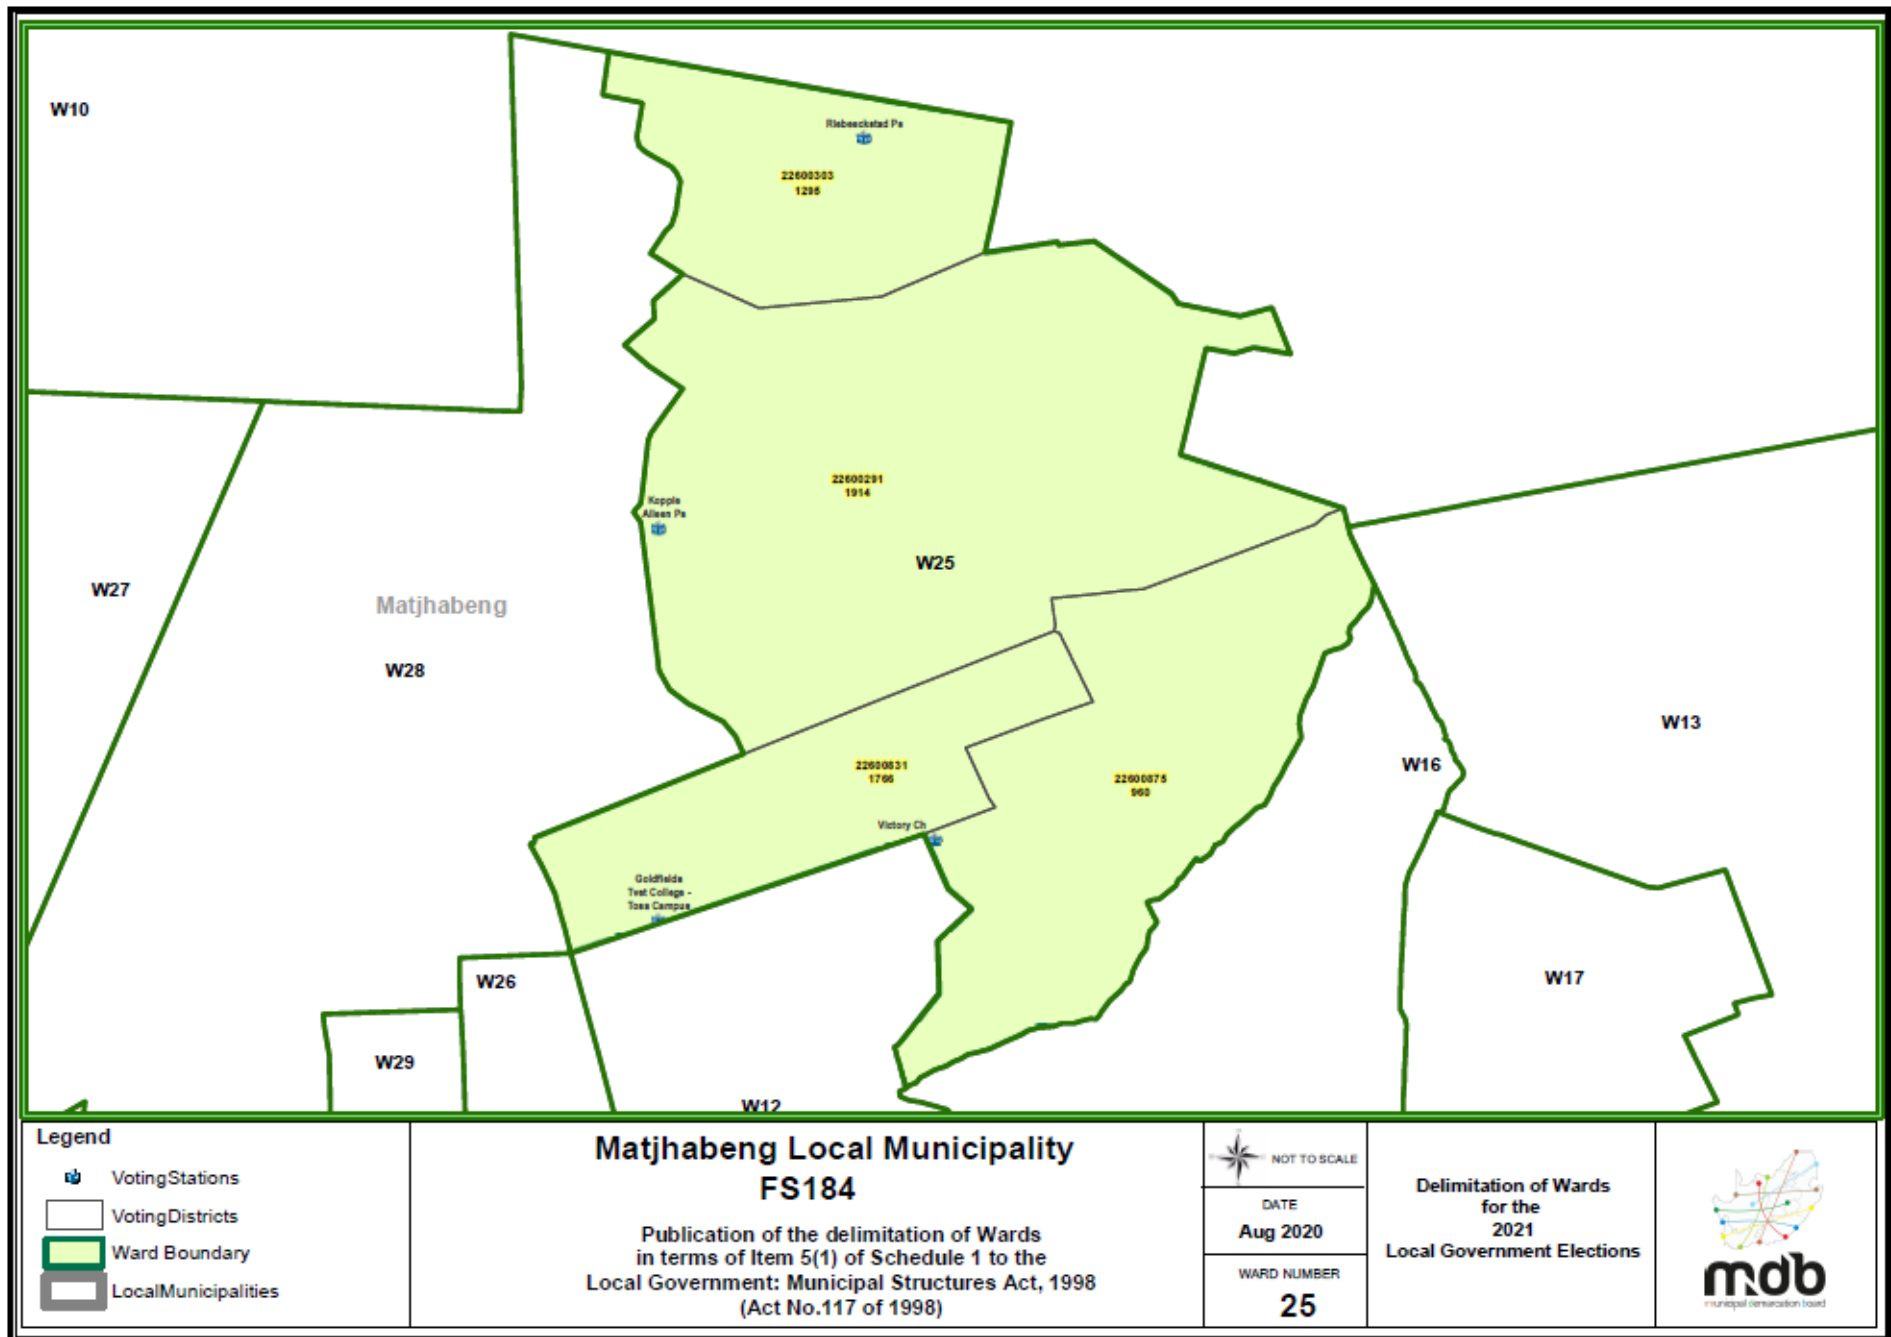 W10
Riebeeckstad Ps
22600303
1295
22600291
1914
Kopple
Alleen Ps
W25
W27
Matjhabeng
W28
W13
W16
22600831
1766
22600875
960
Victory Ch
Goldfields
Tvet College -
Tosa Campus
W26
W17
W29
W12
Legend
VotingStations
VotingDistricts
Ward Boundary
LocalMunicipalities
Matjhabeng Local Municipality
FS184
Publication of the delimitation of Wards
in terms of Item 5(1) of Schedule 1 to the
Local Government: Municipal Structures Act, 1998
(Act No.117 of 1998)
NOT TO SCALE
DATE
Aug 2020
WARD NUMBER
25
Delimitation of Wards
for the
2021
Local Government Elections
mdb
municipal demarcation board